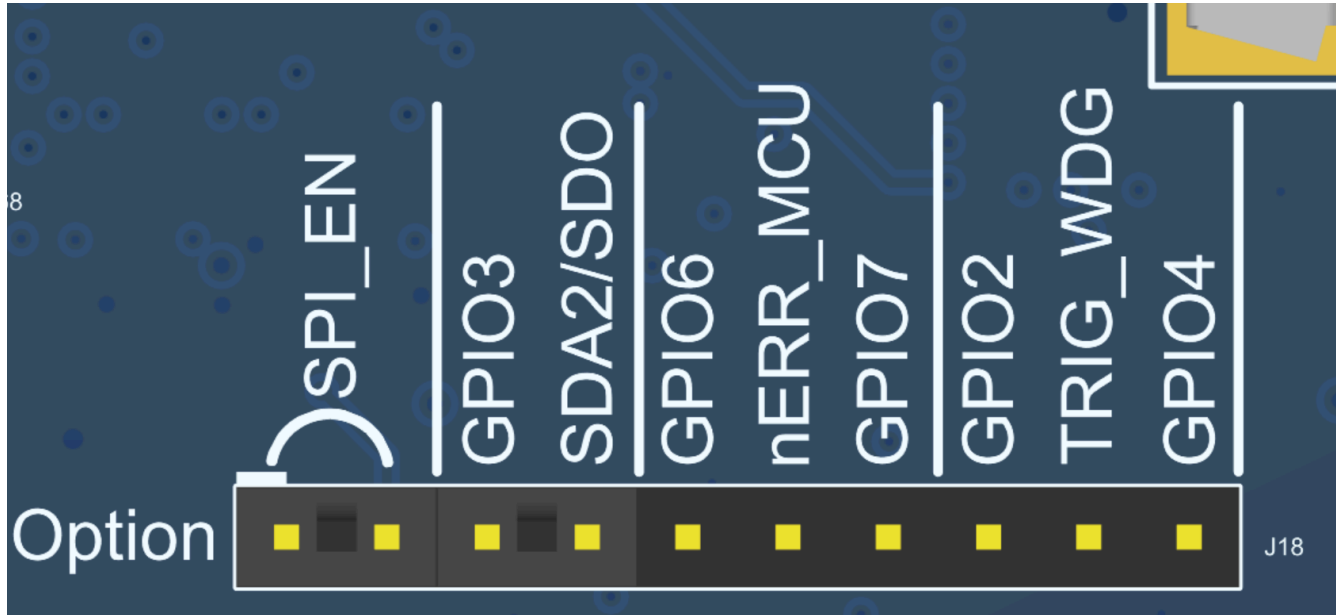 SPI_EN
GPIO3
SDA2/SDO
GPIO6
nERR_MCU
GPIO7
GPIO2
TRIG_WDG
GPIO4
Option
J18